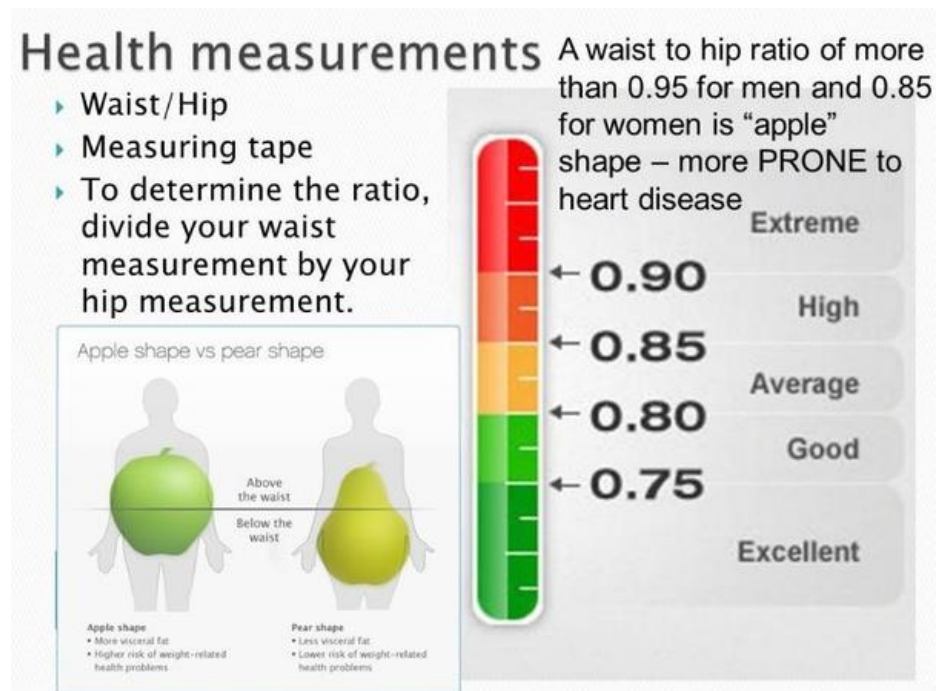 Health measurements
▸ Waist/Hip
▸ Measuring tape
▸ To determine the ratio,
divide your waist
measurement by your
hip measurement.
A waist to hip ratio of more
than 0.95 for men and 0.85
for women is “apple”
shape – more PRONE to
heart disease
Extreme
0.90
High
0.85
Average
0.80
Good
0.75
Excellent
Apple shape vs pear shape
Above
the waist
Below the
waist
Apple shape
• More visceral fat
• Higher risk of weight-related
health problems
Pear shape
• Less visceral fat
• Lower risk of weight-related
health problems